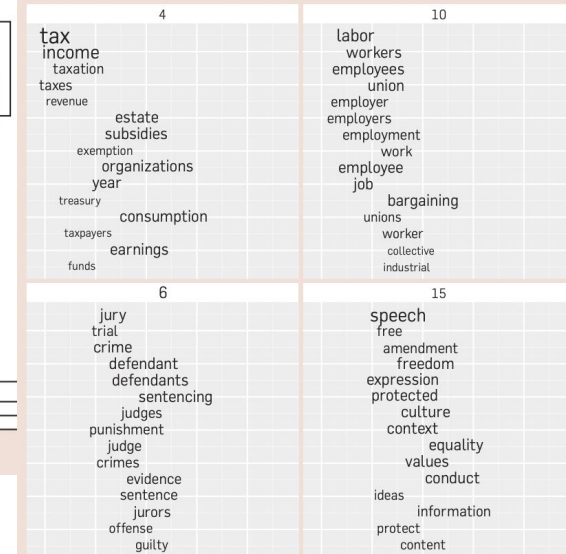 4
tax
income
taxation
taxes
revenue
estate
subsidies
exemption
organizations
year
treasury
consumption
taxpayers
earnings
funds
10
labor
workers
employees
union
employer
employers
employment
work
employee
job
bargaining
unions
worker
collective
industrial
6
jury
trial
crime
defendant
defendants
sentencing
judges
punishment
judge
crimes
evidence
sentence
jurors
offense
guilty
15
speech
free
amendment
freedom
expression
protected
culture
context
equality
values
conduct
ideas
information
protect
content